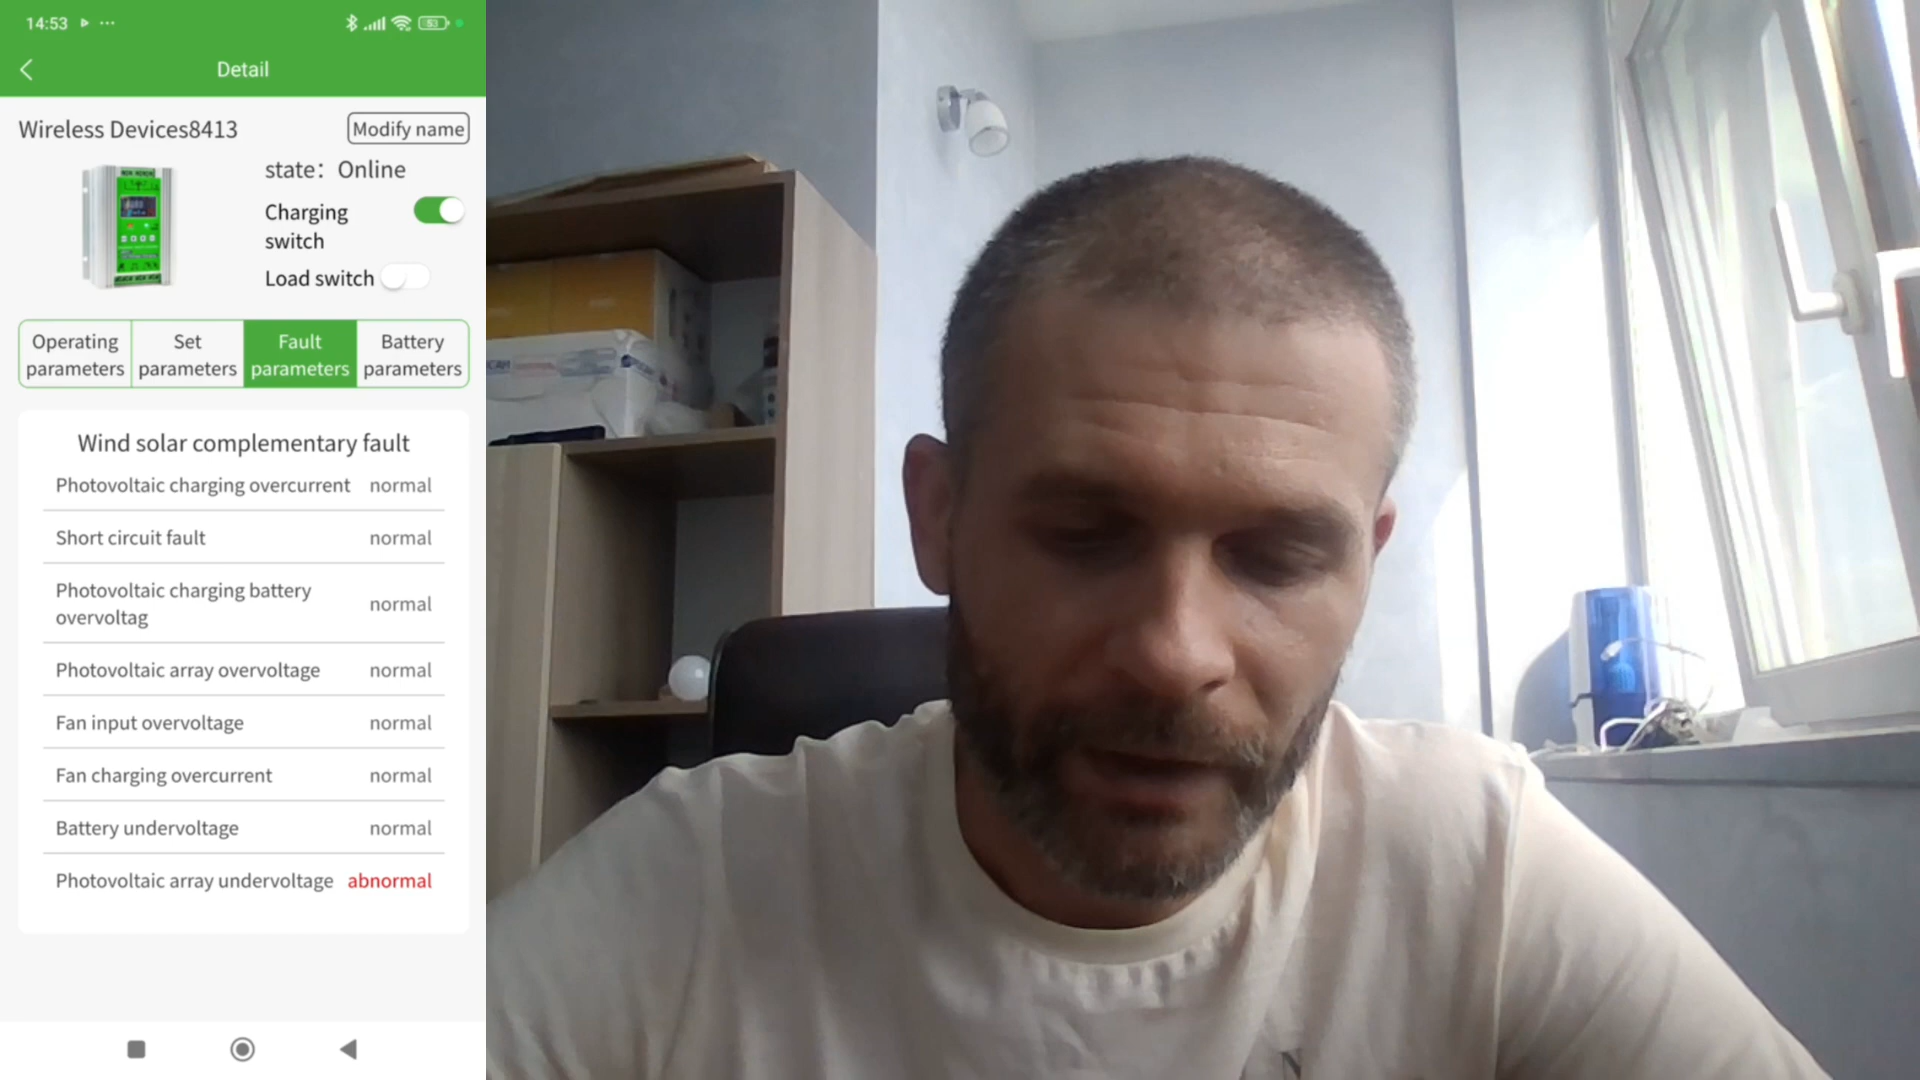 14:53
53
Detail
Wireless Devices8413
Modify name
state: Online
Charging
switch
Load switch
Operating
parameters
Set
parameters
Fault
parameters
Battery
parameters
Wind solar complementary fault
Photovoltaic charging overcurrent normal
Short circuit fault normal
Photovoltaic charging battery
overvoltag normal
Photovoltaic array overvoltage normal
Fan input overvoltage normal
Fan charging overcurrent normal
Battery undervoltage normal
Photovoltaic array undervoltage abnormal